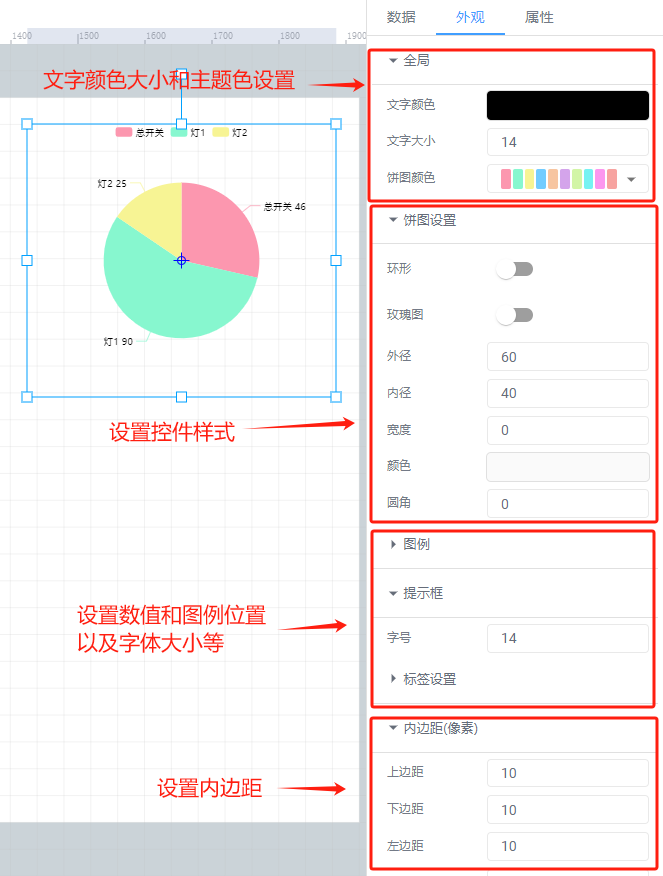 数据 外观 属性
1400 1500 1600 1700 1800 1900
全局
文字颜色大小和主题色设置
文字颜色
文字大小 14
饼图颜色
总开关 灯1 灯2
灯2 25
总开关 46
灯1 90
饼图设置
环形
玫瑰图
外径 60
内径 40
设置控件样式
宽度 0
颜色
圆角 0
图例
提示框
设置数值和图例位置
以及字体大小等
字号 14
标签设置
内边距(像素)
设置内边距
上边距 10
下边距 10
左边距 10